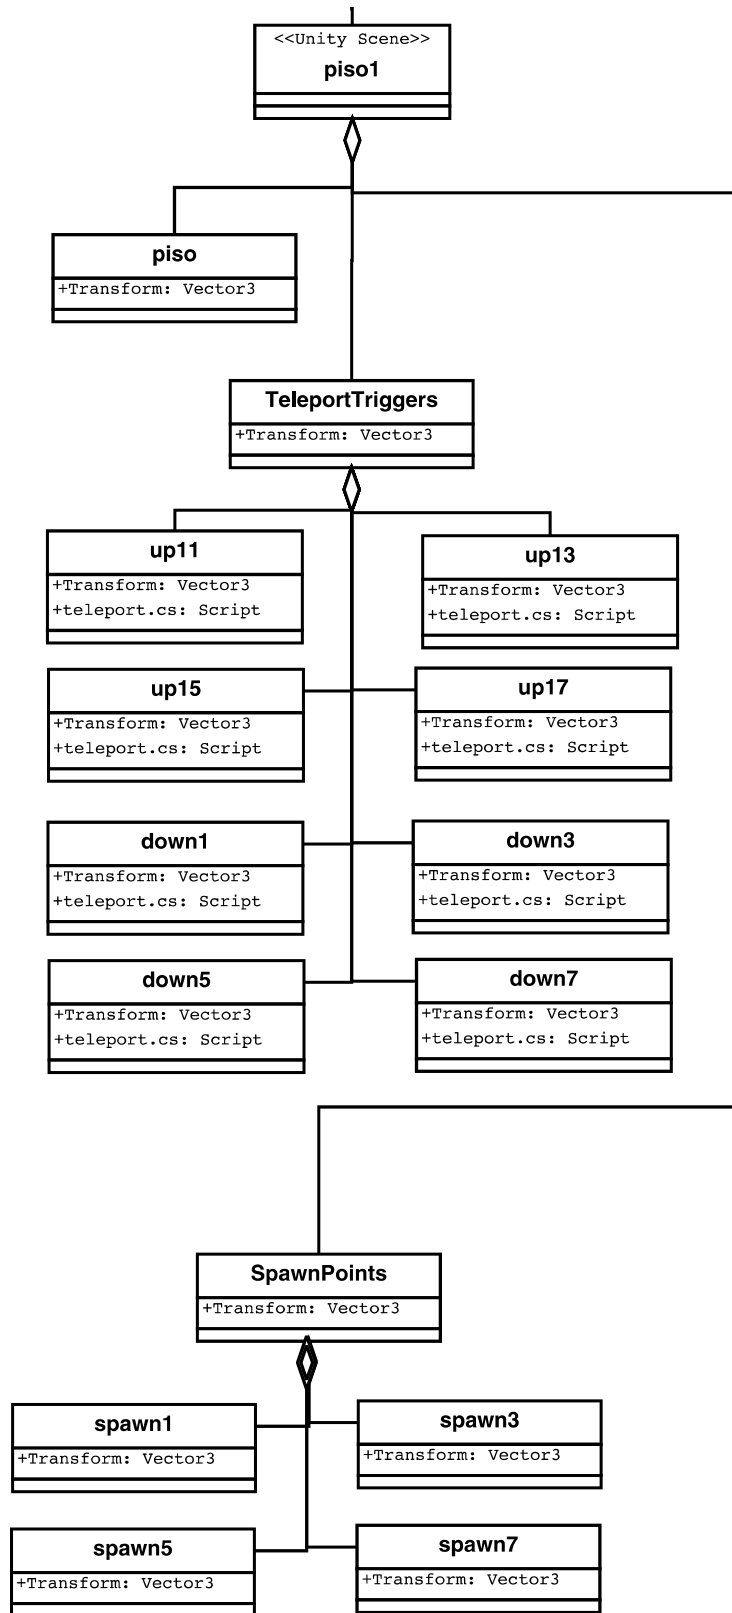 <<Unity Scene>>
piso1
piso
+Transform: Vector3
TeleportTriggers
+Transform: Vector3
up11
+Transform: Vector3
+teleport.cs: Script
up13
+Transform: Vector3
+teleport.cs: Script
up15
+Transform: Vector3
+teleport.cs: Script
up17
+Transform: Vector3
+teleport.cs: Script
down1
+Transform: Vector3
+teleport.cs: Script
down3
+Transform: Vector3
+teleport.cs: Script
down5
+Transform: Vector3
+teleport.cs: Script
down7
+Transform: Vector3
+teleport.cs: Script
SpawnPoints
+Transform: Vector3
spawn1
+Transform: Vector3
spawn3
+Transform: Vector3
spawn5
+Transform: Vector3
spawn7
+Transform: Vector3